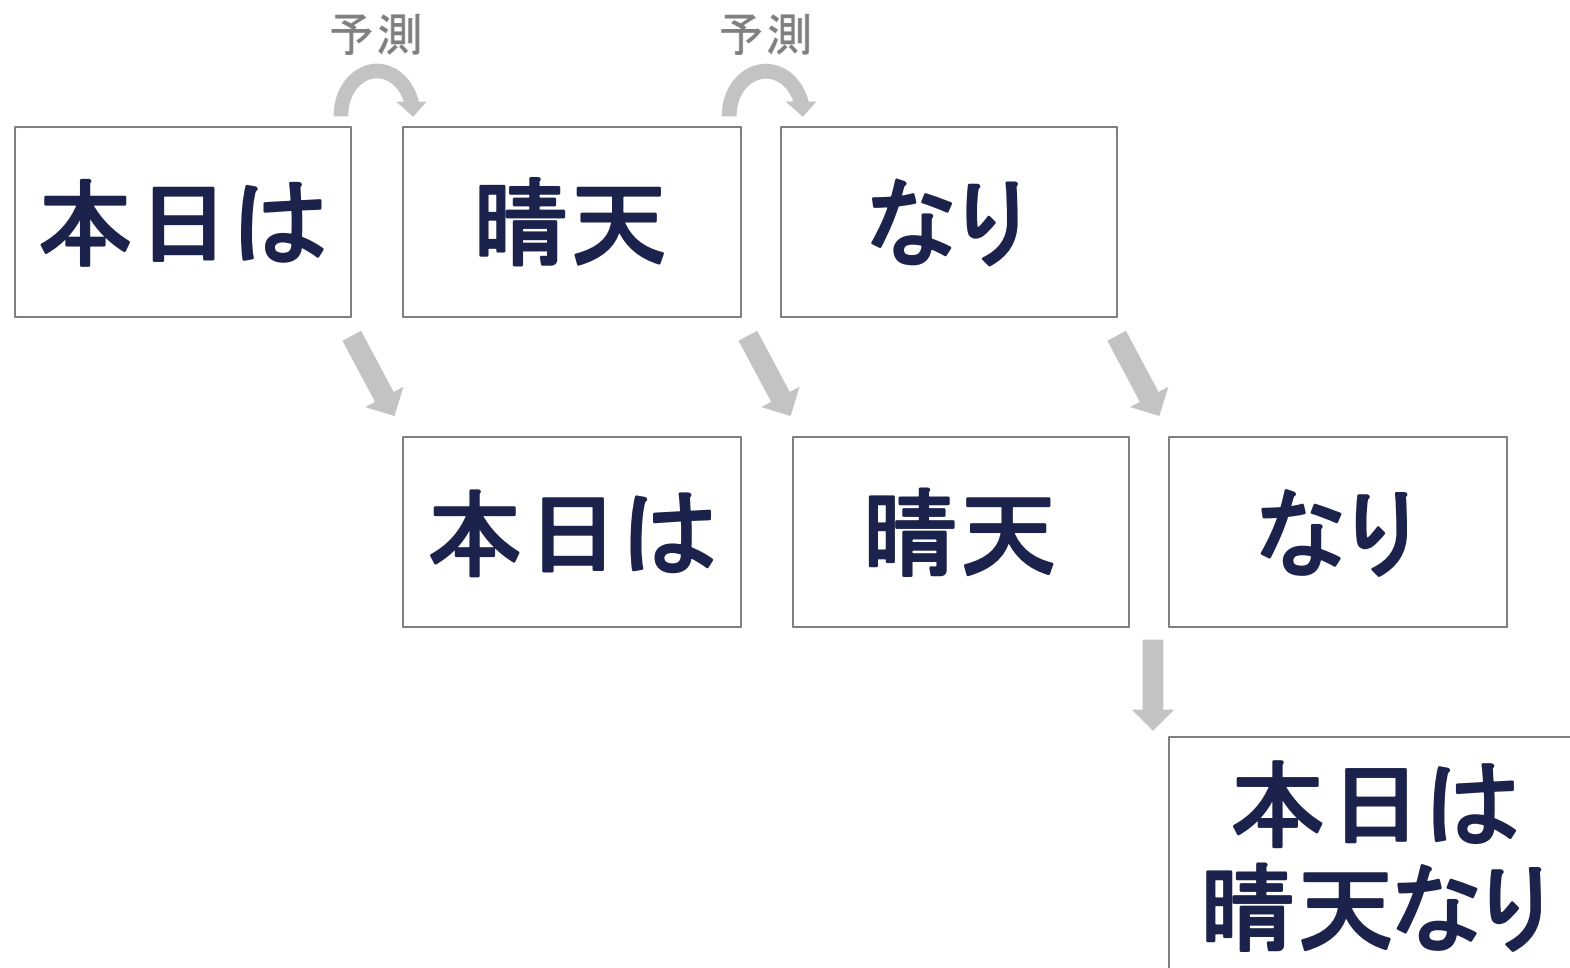 予測 予測
本日は 晴天 なり
本日は 晴天 なり
本日は
晴天なり